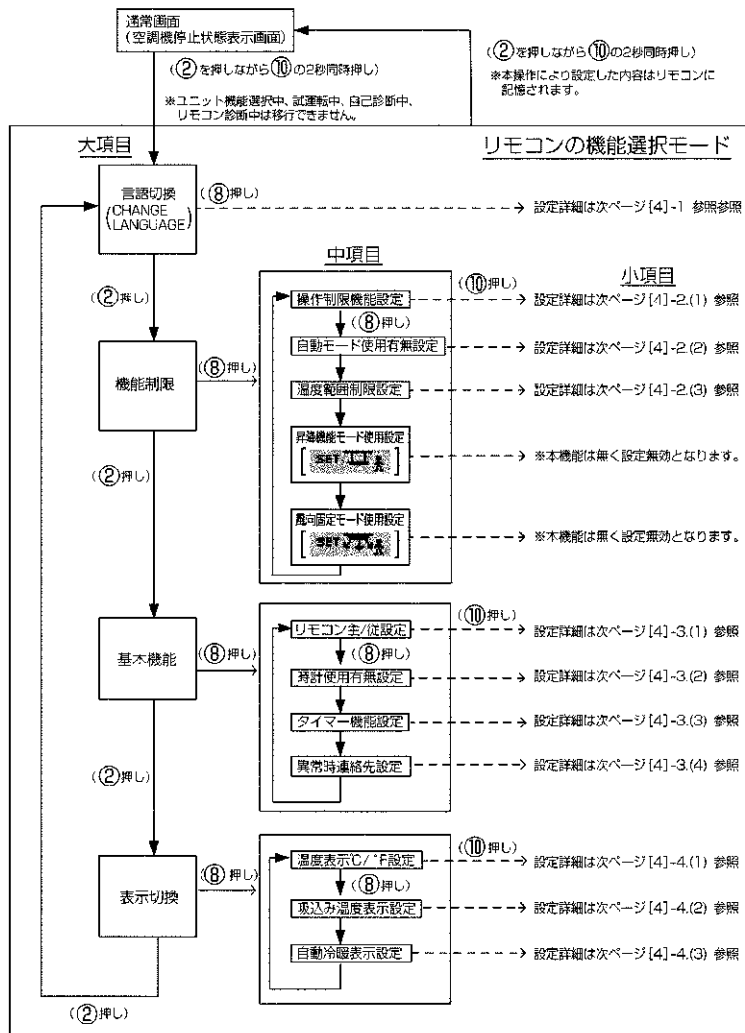 通常画面
(空調機停止状態表示画面)
(②を押しながら⑩の2秒同時押し)
※ユニット機能選択中、試運転中、自己診断中、
リモコン診断中は移行できません。
(②を押しながら⑩の2秒同時押し)
※本操作により設定した内容はリモコンに
記憶されます。
大項目
リモコンの機能選択モード
言語切換
(CHANGE
LANGUAGE)
(⑧押し)
設定詳細は次ページ[4]-1 参照参照
中項目
小項目
(②押し)
機能制限
(⑧押し)
操作制限機能設定
(⑩押し)
設定詳細は次ページ[4]-2.(1) 参照
(⑧押し)
自動モード使用有無設定
設定詳細は次ページ[4]-2.(2) 参照
温度範囲制限設定
設定詳細は次ページ[4]-2.(3) 参照
昇降機能モード使用設定
SET
※本機能は無く設定無効となります。
風向固定モード使用設定
SET
※本機能は無く設定無効となります。
(②押し)
基本機能
(⑧押し)
リモコン主/従設定
(⑩押し)
設定詳細は次ページ[4]-3.(1) 参照
(⑧押し)
時計使用有無設定
設定詳細は次ページ[4]-3.(2) 参照
タイマー機能設定
設定詳細は次ページ[4]-3.(3) 参照
異常時連絡先設定
設定詳細は次ページ[4]-3.(4) 参照
(②押し)
表示切換
(⑧押し)
温度表示℃/°F設定
(⑩押し)
設定詳細は次ページ[4]-4.(1) 参照
(⑧押し)
吸込み温度表示設定
設定詳細は次ページ[4]-4.(2) 参照
自動冷暖表示設定
設定詳細は次ページ[4]-4.(3) 参照
(②押し)